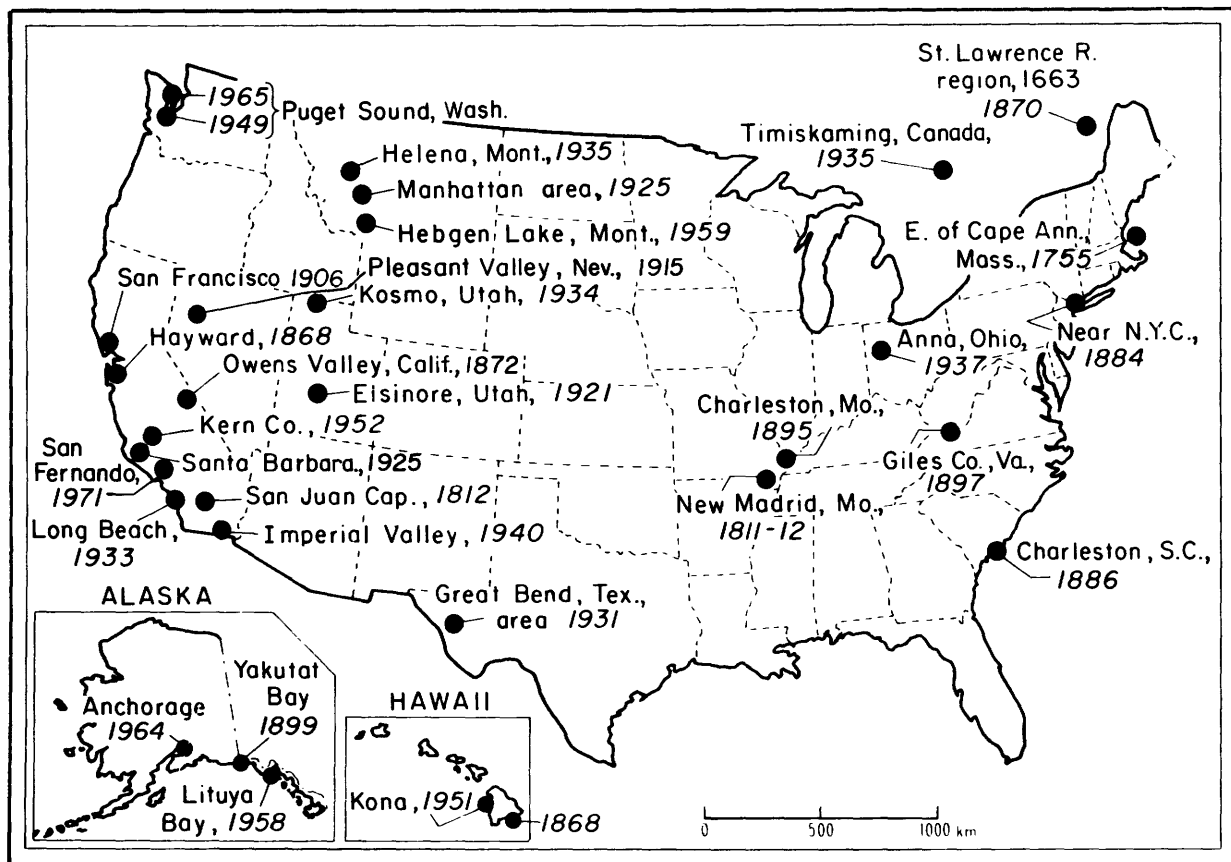 St. Lawrence R.
region, 1663
1870
Timiskaming, Canada,
1935
1965
1949
Puget Sound, Wash.
Helena, Mont., 1935
Manhattan area, 1925
Hebgen Lake, Mont., 1959
E. of Cape Ann.,
Mass., 1755
Pleasant Valley, Nev., 1915
San Francisco 1906
Kosmo, Utah, 1934
Hayward, 1868
Anna, Ohio,
1937
Near N.Y.C.,
1884
Owens Valley, Calif., 1872
Elsinore, Utah, 1921
Charleston, Mo.,
1895
Kern Co., 1952
San
Fernando,
1971
Santa Barbara., 1925
Giles Co., Va.,
1897
San Juan Cap., 1812
New Madrid, Mo.,
1811-12
Long Beach,
1933
Imperial Valley, 1940
Charleston, S.C.,
1886
Great Bend, Tex.,
area 1931
ALASKA
Yakutat
Bay
1899
Anchorage
1964
Lituya
Bay, 1958
HAWAII
Kona, 1951
1868
0 500 1000 km